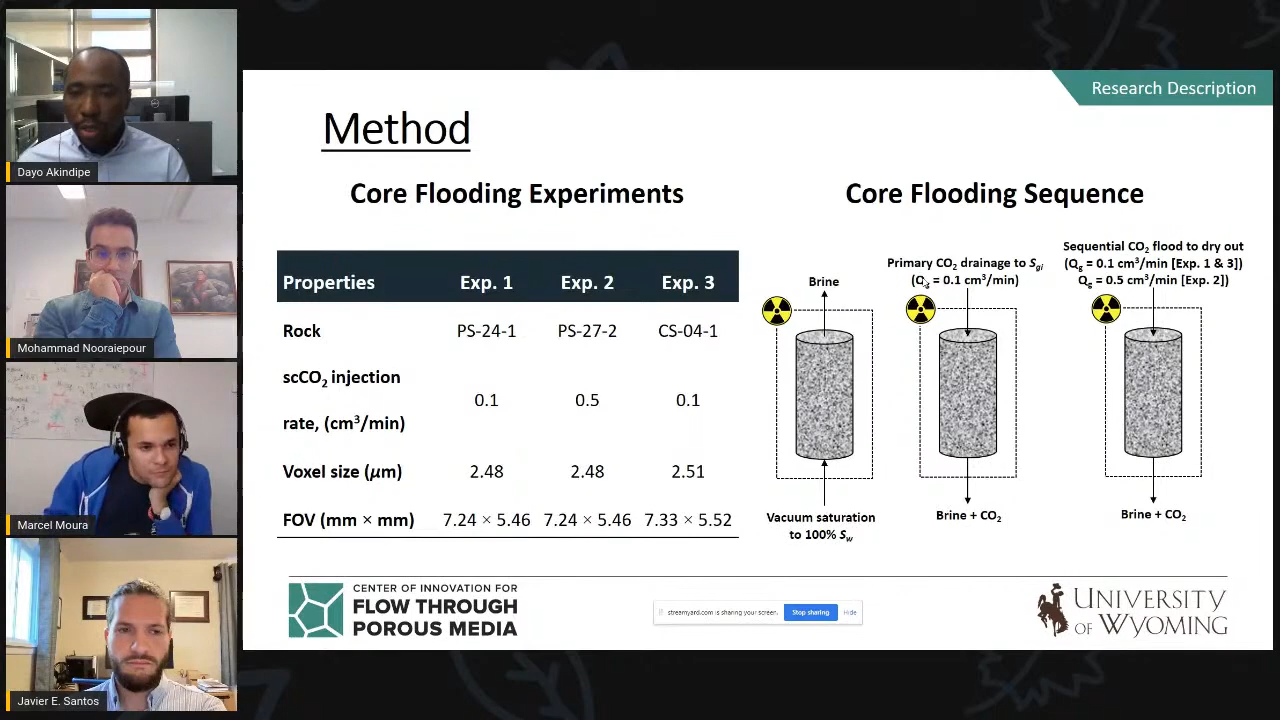 Dayo Akindipe
Mohammad Nooraiepour
Marcel Moura
Javier E. Santos
Research Description
Method
Core Flooding Experiments
Properties Exp. 1 Exp. 2 Exp. 3
Rock PS-24-1 PS-27-2 CS-04-1
scCO₂ injection
rate, (cm³/min) 0.1 0.5 0.1
Voxel size (μm) 2.48 2.48 2.51
FOV (mm × mm) 7.24 × 5.46 7.24 × 5.46 7.33 × 5.52
Core Flooding Sequence
Brine
Vacuum saturation
to 100% Sw
Primary CO₂ drainage to Sgi
(Qg = 0.1 cm³/min)
Brine + CO₂
Sequential CO₂ flood to dry out
(Qg = 0.1 cm³/min [Exp. 1 & 3])
Qg = 0.5 cm³/min [Exp. 2])
Brine + CO₂
CENTER OF INNOVATION FOR
FLOW THROUGH
POROUS MEDIA
streamyard.com is sharing your screen. Stop sharing Hide
UNIVERSITY
OF WYOMING